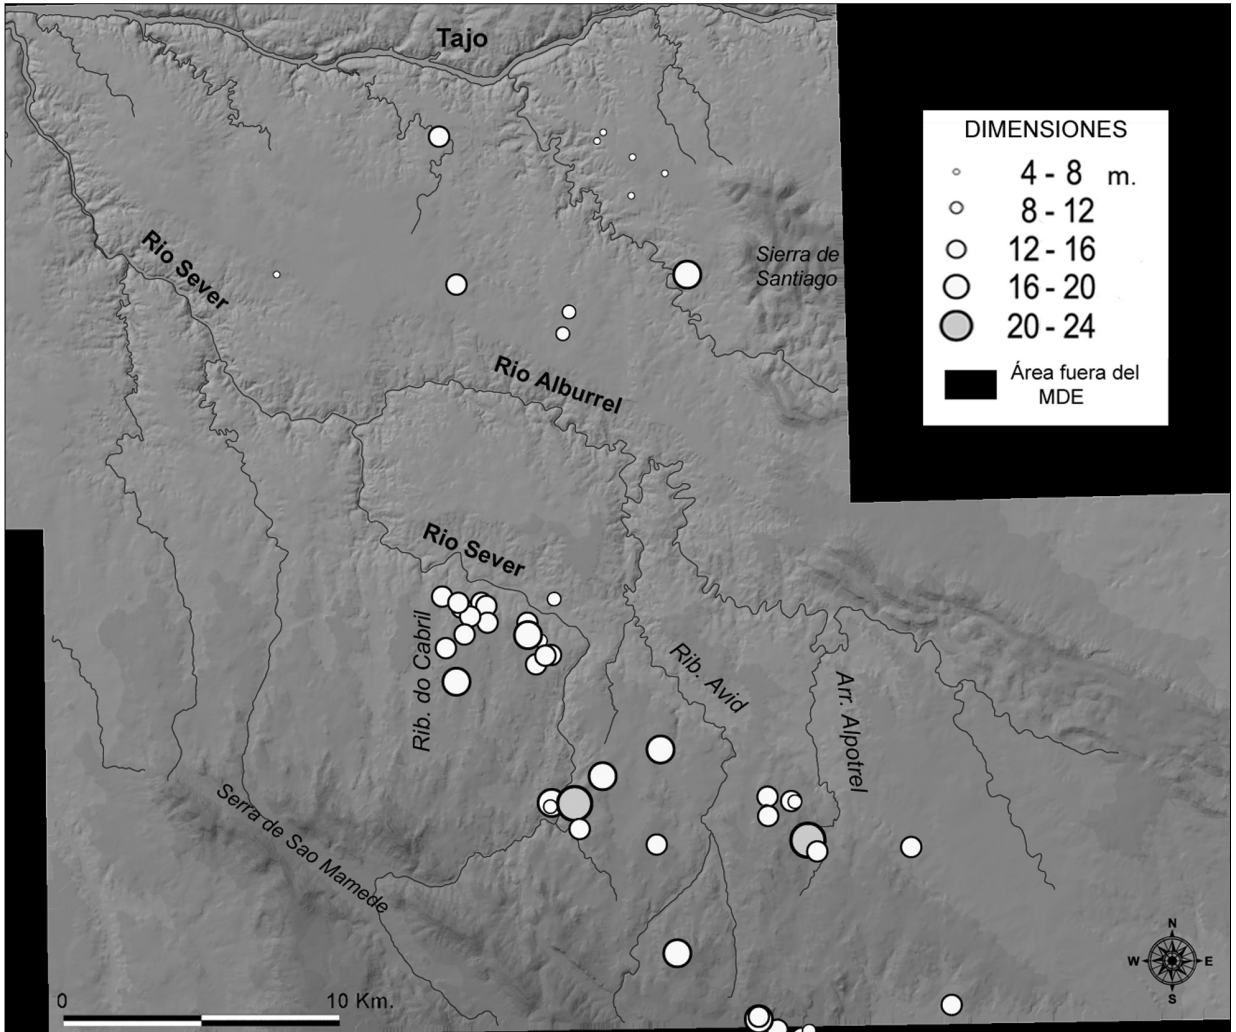 Tajo
DIMENSIONES
4 - 8 m.
8 - 12
12 - 16
16 - 20
20 - 24
Área fuera del
MDE
Rio Sever
Sierra de
Santiago
Rio Alburrel
Rio Sever
Rib. do Cabril
Rib. Avid
Arr. Alpotrel
Serra de Sao Mamede
N
W E
S
0 10 Km.